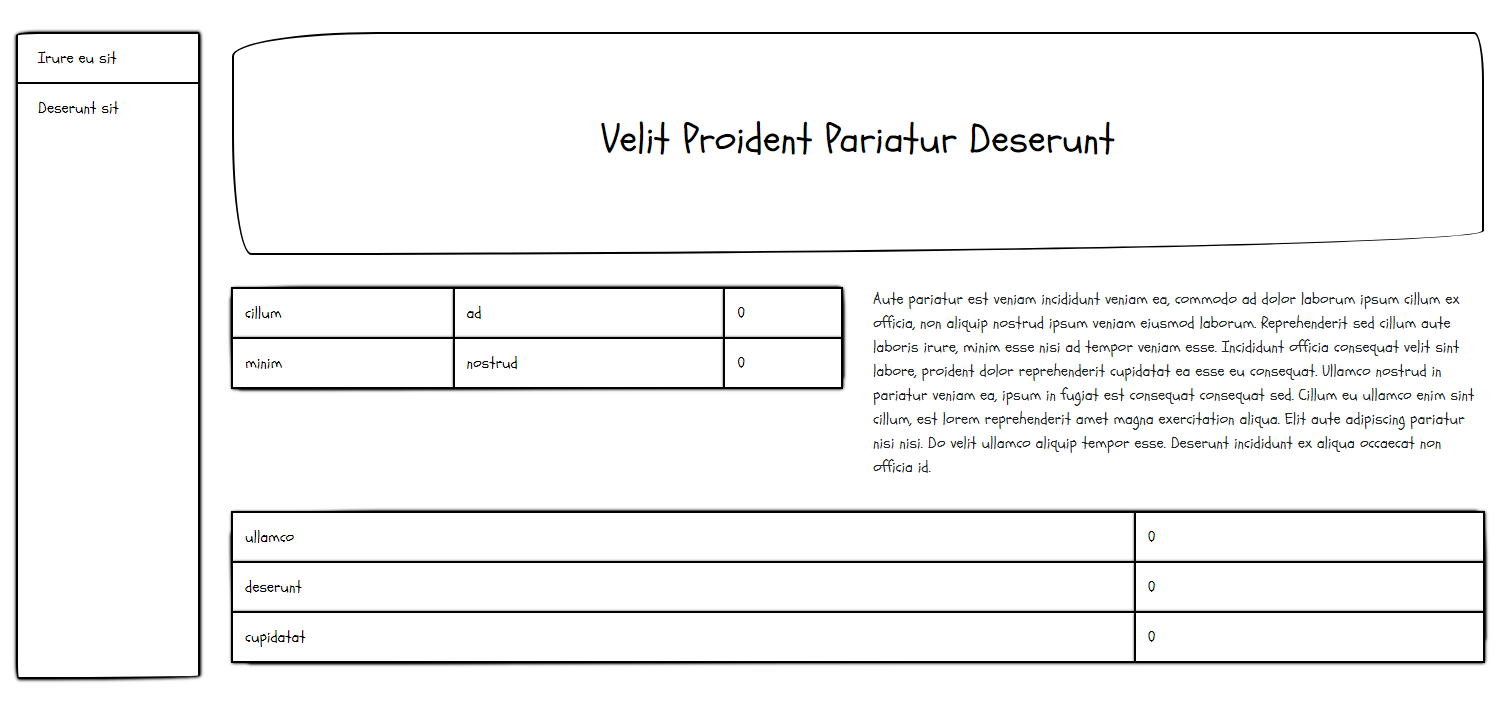 Irure eu sit
Deserunt sit
Velit Proident Pariatur Deserunt
cillum ad 0
minim nostrud 0
Aute pariatur est veniam incididunt veniam ea, commodo ad dolor laborum ipsum cillum ex
officia, non aliquip nostrud ipsum veniam eiusmod laborum. Reprehenderit sed cillum aute
laboris irure, minim esse nisi ad tempor veniam esse. Incididunt officia consequat velit sint
labore, proident dolor reprehenderit cupidatat ea esse eu consequat. Ullamco nostrud in
pariatur veniam ea, ipsum in fugiat est consequat consequat sed. Cillum eu ullamco enim sint
cillum, est lorem reprehenderit amet magna exercitation aliqua. Elit aute adipiscing pariatur
nisi nisi. Do velit ullamco aliquip tempor esse. Deserunt incididunt ex aliqua occaecat non
officia id.
ullamco 0
deserunt 0
cupidatat 0